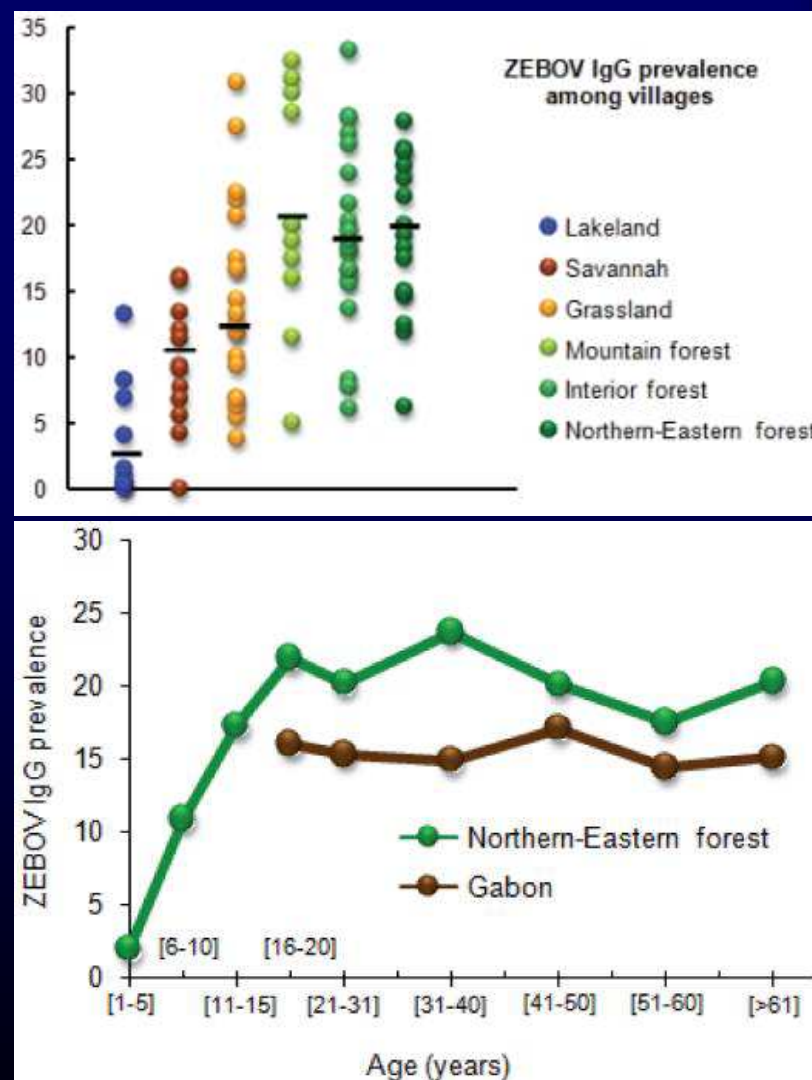 35
30
25
20
15
10
5
0
ZEBOV IgG prevalence
among villages
Lakeland
Savannah
Grassland
Mountain forest
Interior forest
Northern-Eastern forest
30
25
20
15
10
5
0
ZEBOV IgG prevalence
Northern-Eastern forest
Gabon
[6-10] [16-20]
[1-5] [11-15] [21-31] [31-40] [41-50] [51-60] [>61]
Age (years)